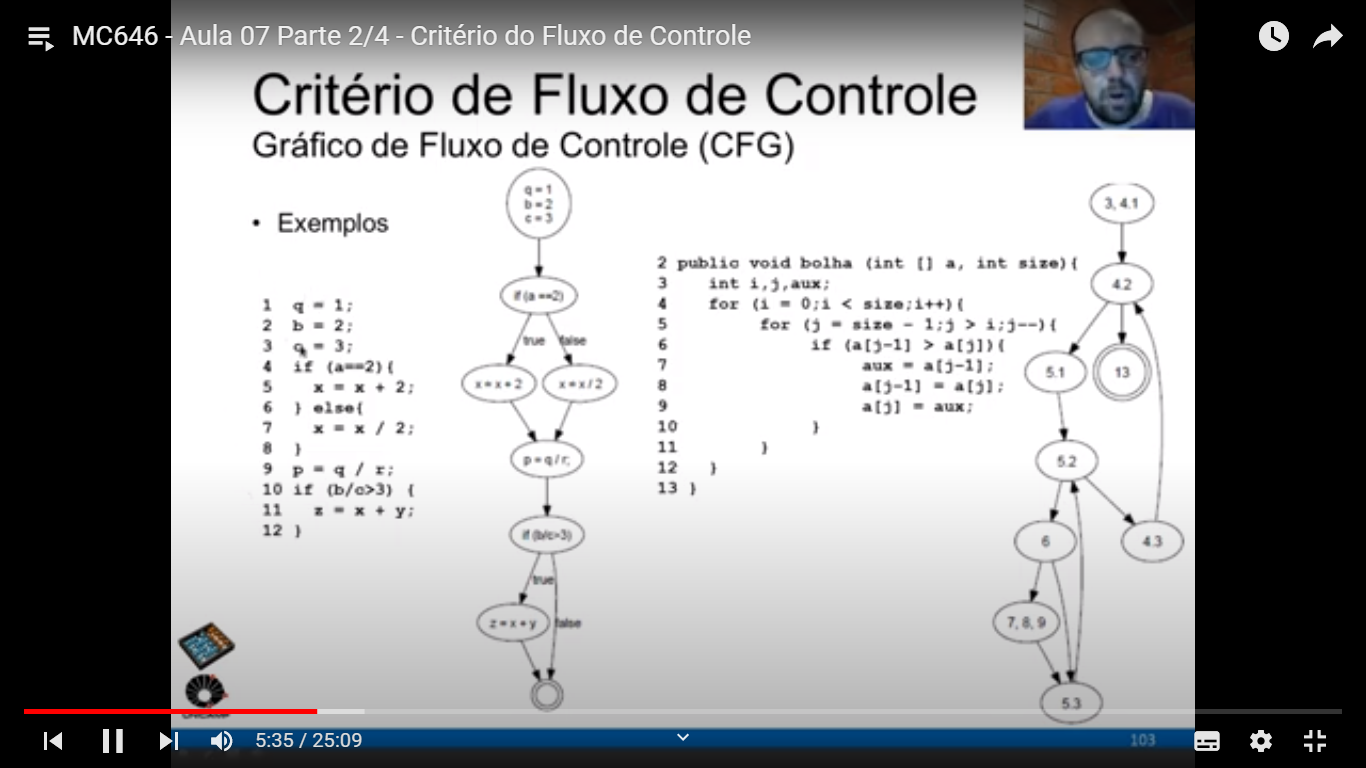 MC646 - Aula 07 Parte 2/4 - Critério do Fluxo de Controle
Critério de Fluxo de Controle
Gráfico de Fluxo de Controle (CFG)
• Exemplos
1 q = 1;
2 b = 2;
3 c = 3;
4 if (a==2){
5 x = x + 2;
6 } else{
7 x = x / 2;
8 }
9 p = q / r;
10 if (b/c>3) {
11 z = x + y;
12 }
q = 1
b = 2
c = 3
if (a ==2)
true
false
x = x + 2
x = x / 2
p = q / r;
if (b/c>3)
true
z = x + y
false
2 public void bolha (int [] a, int size){
3 int i,j,aux;
4 for (i = 0;i < size;i++){
5 for (j = size - 1;j > i;j--){
6 if (a[j-1] > a[j]){
7 aux = a[j-1];
8 a[j-1] = a[j];
9 a[j] = aux;
10 }
11 }
12 }
13 }
3, 4.1
4.2
5.1
13
5.2
6
4.3
7, 8, 9
5.3
UNICAMP
5:35 / 25:09
103